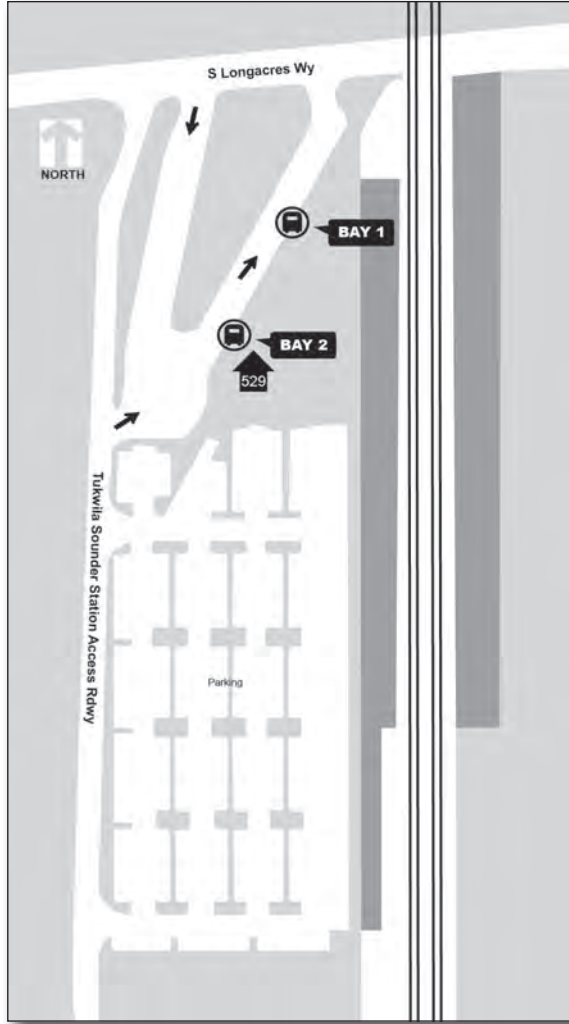 S Longacres Wy
NORTH
BAY 1
BAY 2
529
Tukwila Sounder Station Access Rdwy
Parking